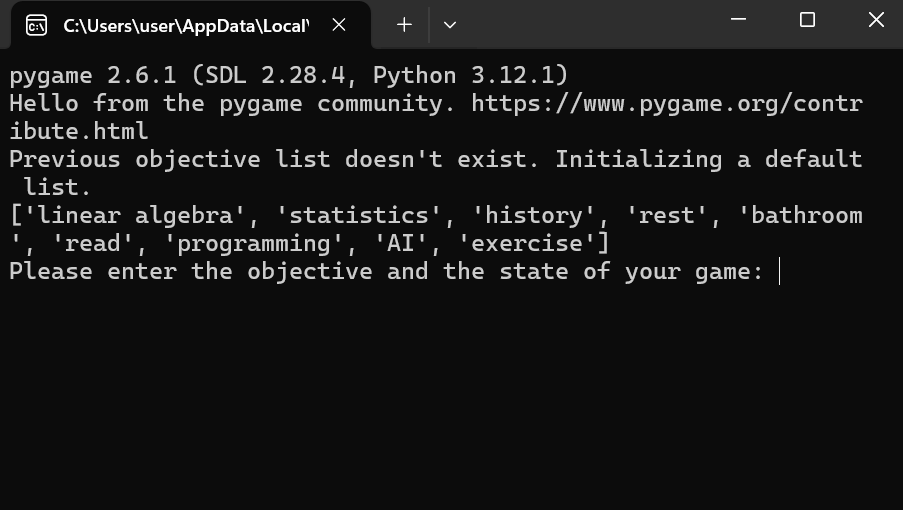 C:\Users\user\AppData\Local\
pygame 2.6.1 (SDL 2.28.4, Python 3.12.1)
Hello from the pygame community. https://www.pygame.org/contr
ibute.html
Previous objective list doesn't exist. Initializing a default
 list.
['linear algebra', 'statistics', 'history', 'rest', 'bathroom
', 'read', 'programming', 'AI', 'exercise']
Please enter the objective and the state of your game: